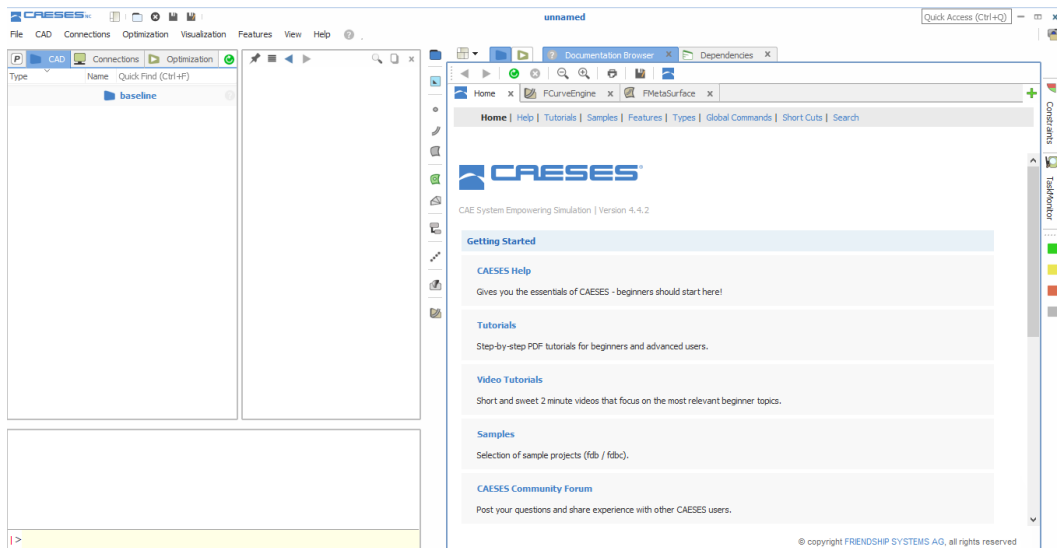 CAESES
unnamed
Quick Access (Ctrl+Q)
File CAD Connections Optimization Visualization Features View Help
P CAD Connections Optimization
Documentation Browser X Dependencies X
Type Name Quick Find (Ctrl+F)
baseline
Home x FCurveEngine x FMetaSurface x
Home | Help | Tutorials | Samples | Features | Types | Global Commands | Short Cuts | Search
Constraints
TaskMonitor
CAESES
CAE System Empowering Simulation | Version 4.4.2
Getting Started
CAESES Help
Gives you the essentials of CAESES - beginners should start here!
Tutorials
Step-by-step PDF tutorials for beginners and advanced users.
Video Tutorials
Short and sweet 2 minute videos that focus on the most relevant beginner topics.
Samples
Selection of sample projects (fdb / fdbc).
CAESES Community Forum
Post your questions and share experience with other CAESES users.
|>
© copyright FRIENDSHIP SYSTEMS AG, all rights reserved